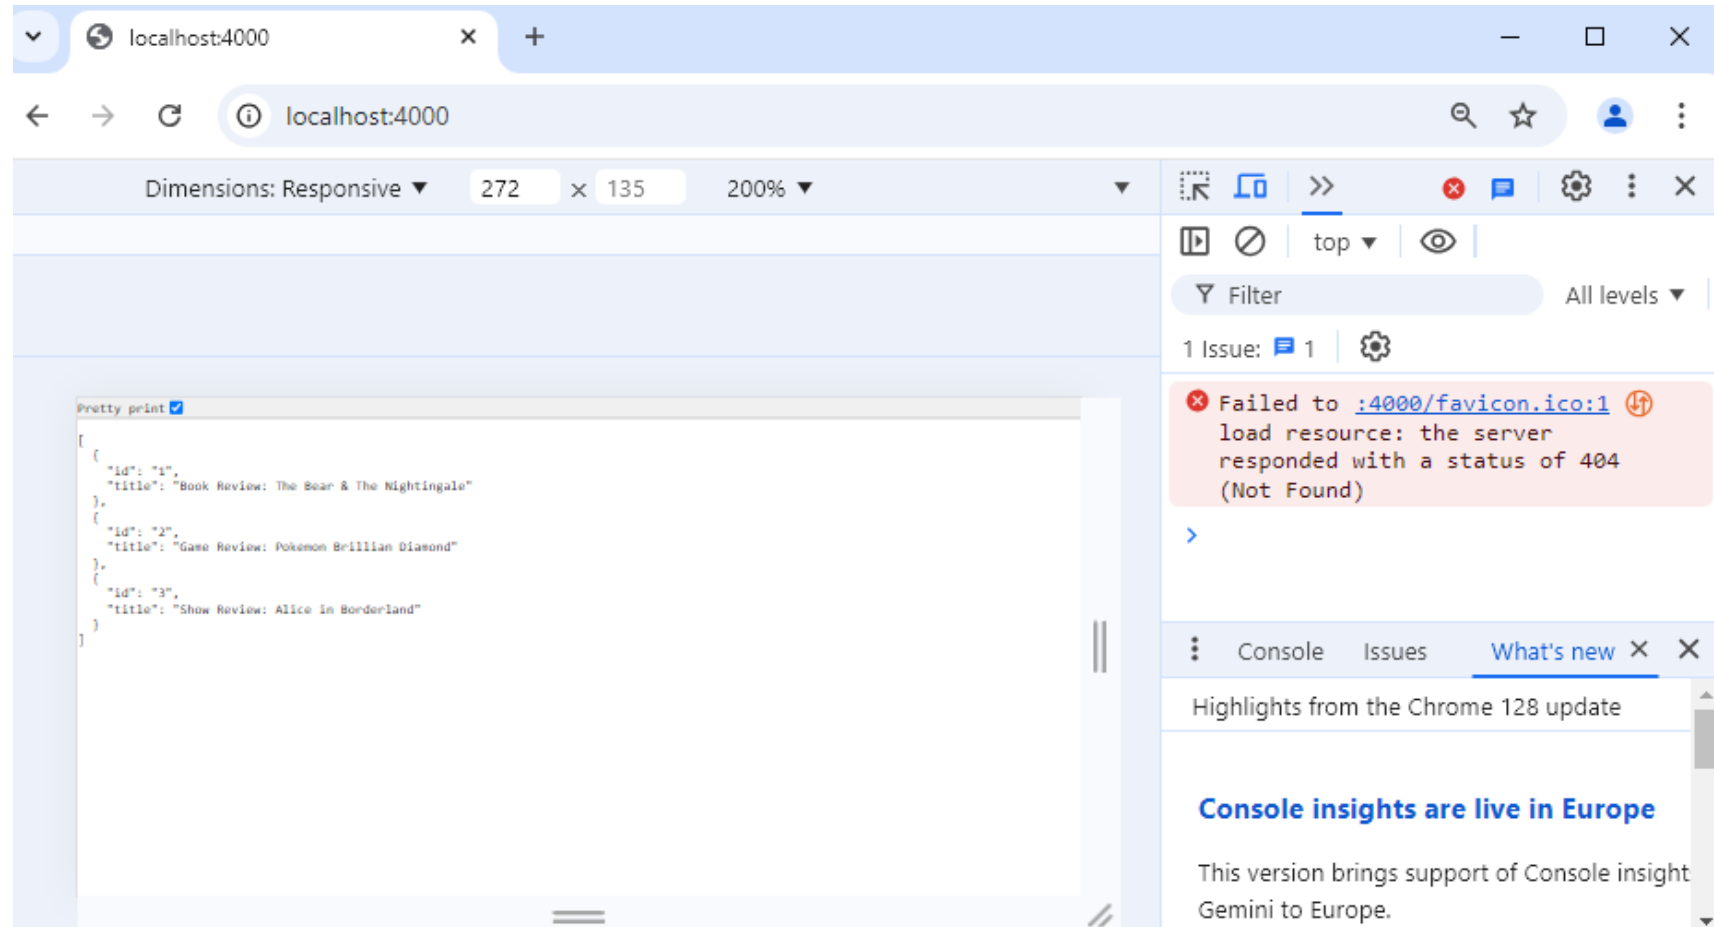 localhost:4000
localhost:4000
Dimensions: Responsive 272 × 135 200%
Pretty print
[
{
"id": "1",
"title": "Book Review: The Bear & The Nightingale"
},
{
"id": "2",
"title": "Game Review: Pokemon Brillian Diamond"
},
{
"id": "3",
"title": "Show Review: Alice in Borderland"
}
]
top
Filter All levels
1 Issue: 1
Failed to :4000/favicon.ico:1
load resource: the server
responded with a status of 404
(Not Found)
Console Issues What's new
Highlights from the Chrome 128 update
Console insights are live in Europe
This version brings support of Console insight
Gemini to Europe.